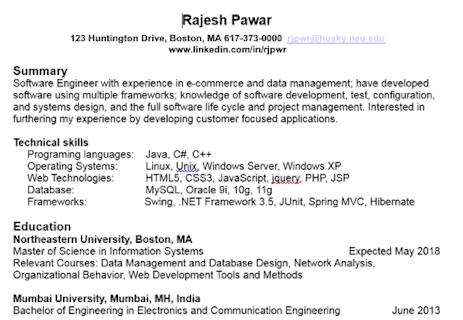 Rajesh Pawar
123 Huntington Drive, Boston, MA 617-373-0000 rjpwr@husky.neu.edu
www.linkedin.com/in/rjpwr
Summary
Software Engineer with experience in e-commerce and data management; have developed
software using multiple frameworks; knowledge of software development, test, configuration,
and systems design, and the full software life cycle and project management. Interested in
furthering my experience by developing customer focused applications.
Technical skills
Programing languages: Java, C#, C++
Operating Systems: Linux, Unix, Windows Server, Windows XP
Web Technologies: HTML5, CSS3, JavaScript, jquery, PHP, JSP
Database: MySQL, Oracle 9i, 10g, 11g
Frameworks: Swing, .NET Framework 3.5, JUnit, Spring MVC, Hibernate
Education
Northeastern University, Boston, MA
Master of Science in Information Systems Expected May 2018
Relevant Courses: Data Management and Database Design, Network Analysis,
Organizational Behavior, Web Development Tools and Methods
Mumbai University, Mumbai, MH, India
Bachelor of Engineering in Electronics and Communication Engineering June 2013